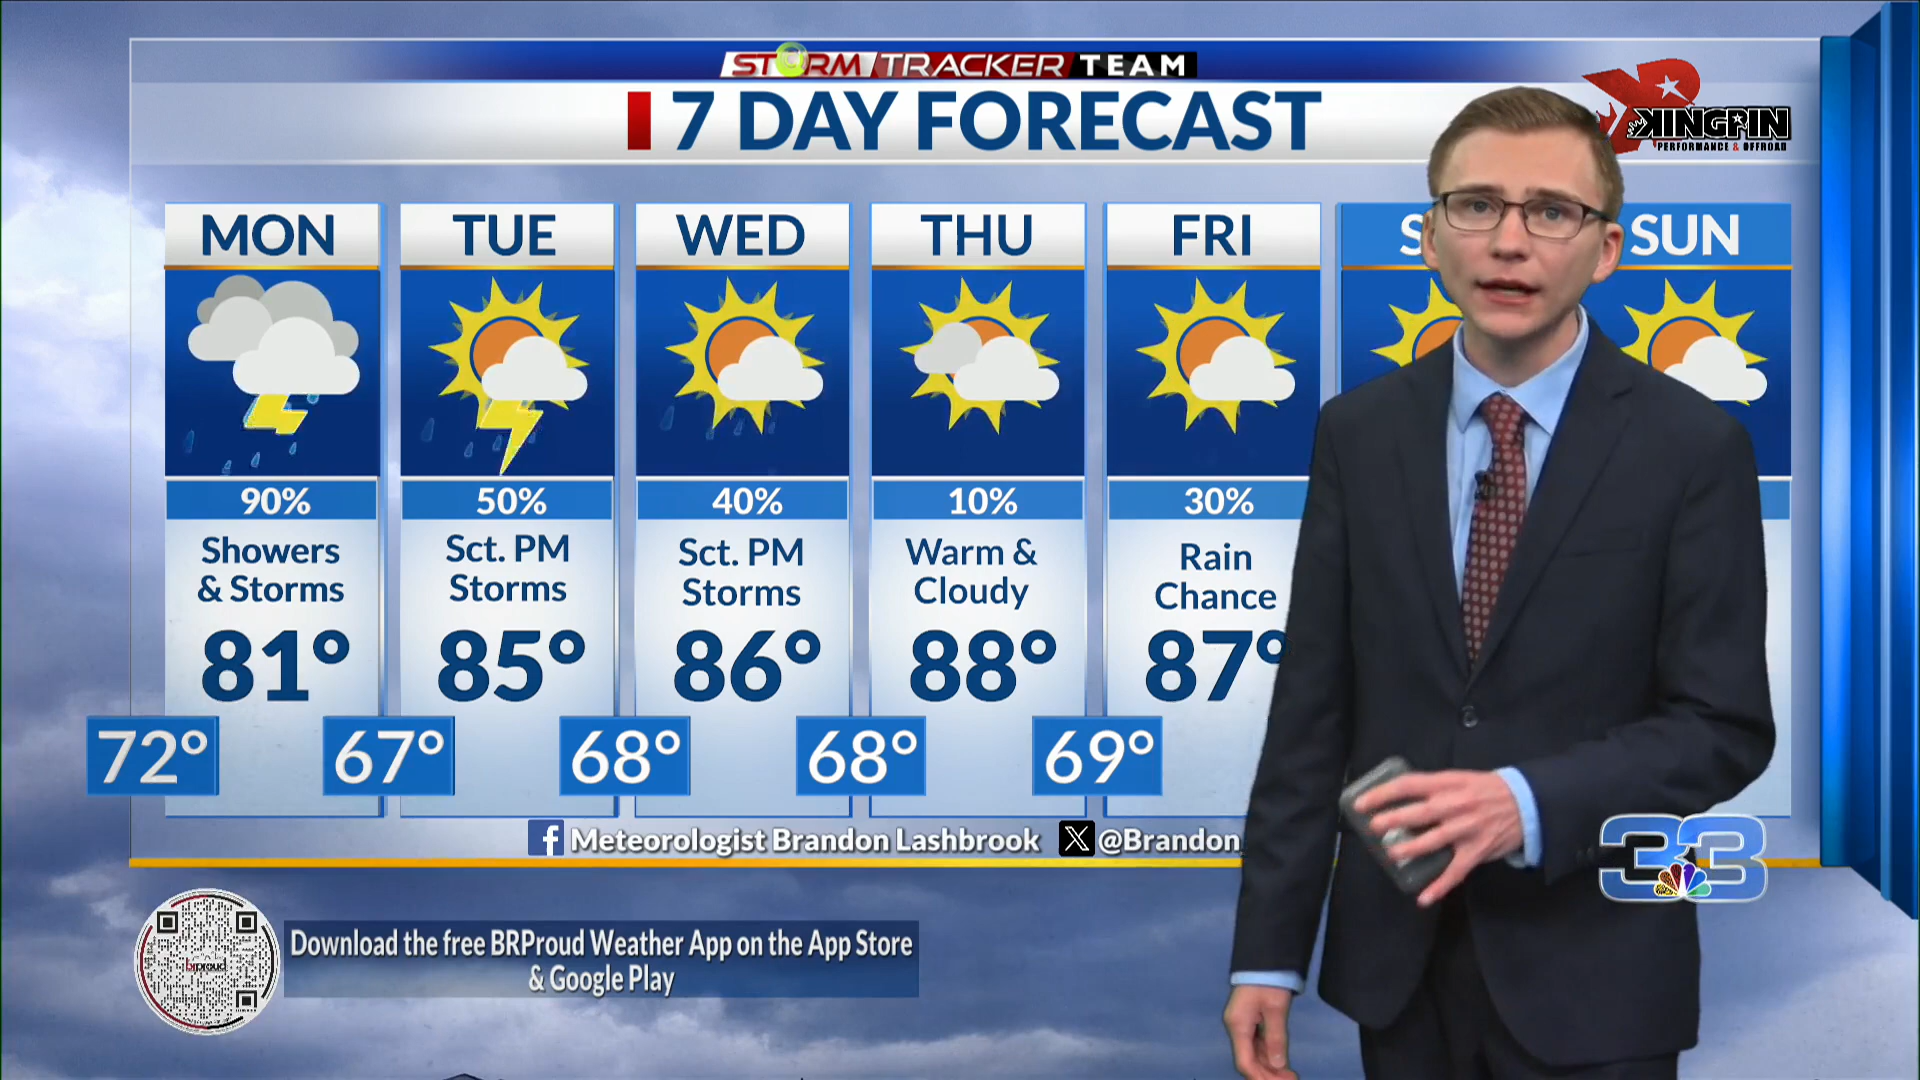 STORM TRACKER TEAM
7 DAY FORECAST
KINGPIN
PERFORMANCE & OFFROAD
MON TUE WED THU FRI S SUN
90% 50% 40% 10% 30%
Showers
& Storms
Sct. PM
Storms
Sct. PM
Storms
Warm &
Cloudy
Rain
Chance
81° 85° 86° 88° 87°
72° 67° 68° 68° 69°
Meteorologist Brandon Lashbrook @Brandon_
33
brproud
Download the free BRProud Weather App on the App Store
& Google Play